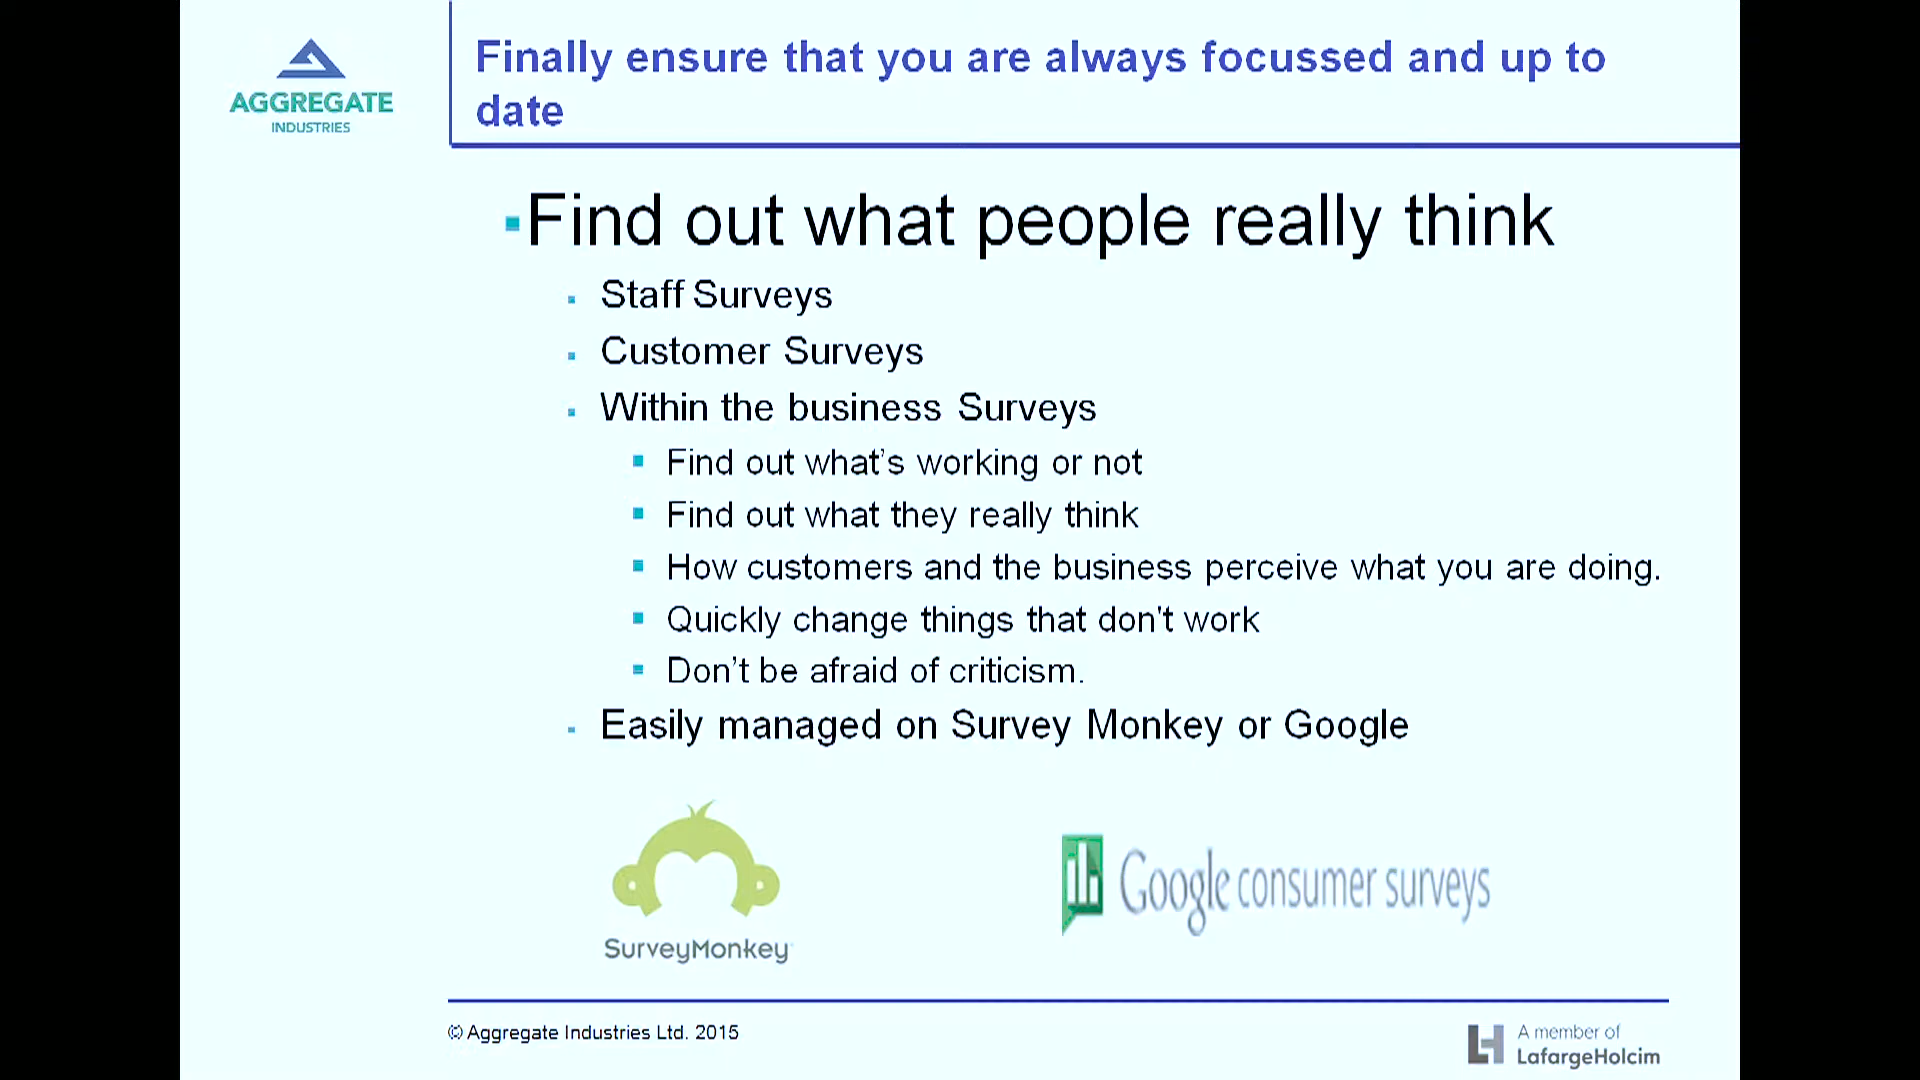 AGGREGATE
INDUSTRIES
Finally ensure that you are always focussed and up to
date
Find out what people really think
Staff Surveys
Customer Surveys
Within the business Surveys
Find out what’s working or not
Find out what they really think
How customers and the business perceive what you are doing.
Quickly change things that don't work
Don’t be afraid of criticism.
Easily managed on Survey Monkey or Google
SurveyMonkey
Google consumer surveys
© Aggregate Industries Ltd. 2015
A member of
LafargeHolcim